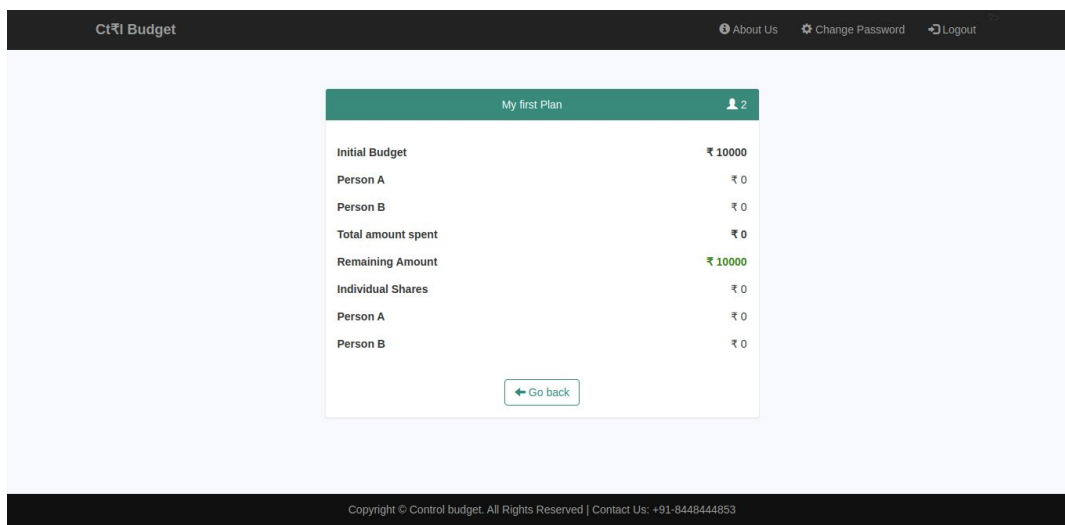 Ct₹l Budget About Us Change Password Logout ?>
My first Plan 2
Initial Budget ₹ 10000
Person A ₹ 0
Person B ₹ 0
Total amount spent ₹ 0
Remaining Amount ₹ 10000
Individual Shares ₹ 0
Person A ₹ 0
Person B ₹ 0
Go back
Copyright © Control budget. All Rights Reserved | Contact Us: +91-8448444853